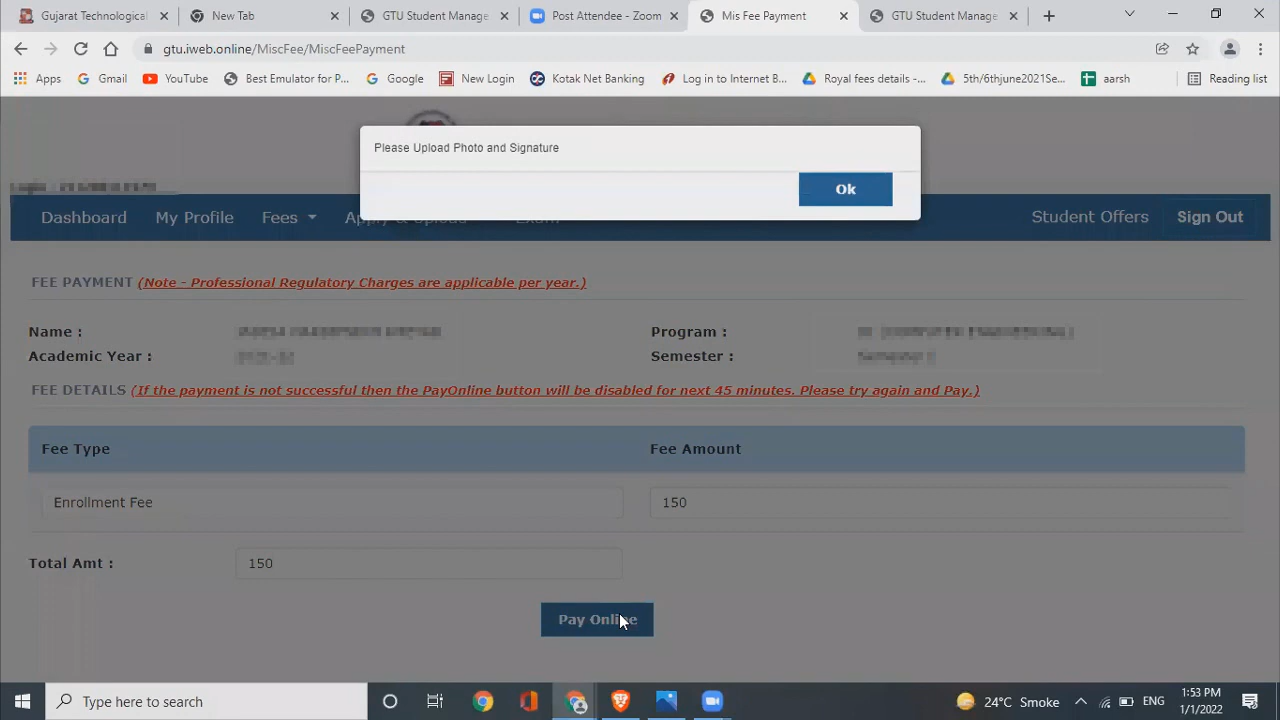 Gujarat Technological
New Tab
GTU Student Manage
Post Attendee - Zoom
Mis Fee Payment
GTU Student Manage
gtu.iweb.online/MiscFee/MiscFeePayment
Apps
Gmail
YouTube
Best Emulator for P...
Google
New Login
Kotak Net Banking
Log in to Internet B...
Royal fees details -...
5th/6thjune2021Se...
aarsh
Reading list
Please Upload Photo and Signature
Ok
Dashboard
My Profile
Fees
Apply & Upload
Exam
Student Offers
Sign Out
FEE PAYMENT (Note - Professional Regulatory Charges are applicable per year.)
Name :
Program :
Academic Year :
Semester :
FEE DETAILS (If the payment is not successful then the PayOnline button will be disabled for next 45 minutes. Please try again and Pay.)
Fee Type
Fee Amount
Enrollment Fee
150
Total Amt :
150
Pay Online
Type here to search
24°C Smoke
ENG
1:53 PM
1/1/2022